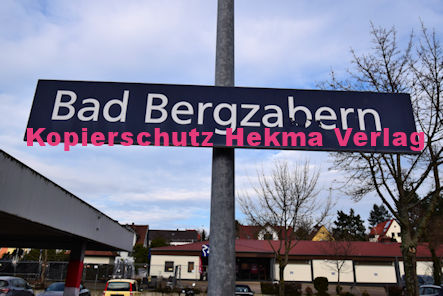 Bad Bergzabern
Kopierschutz Hekma Verlag